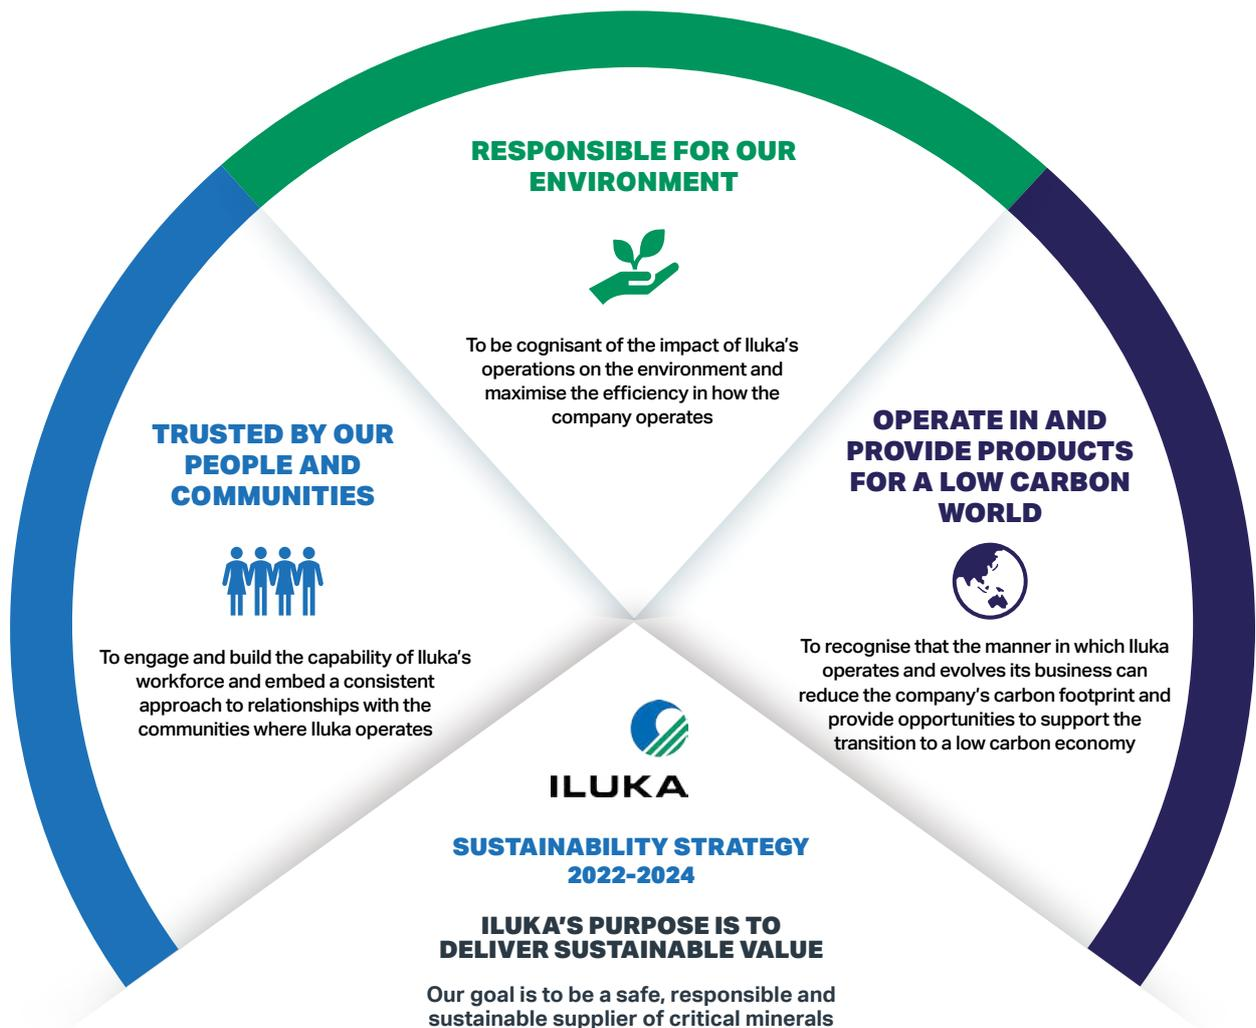 RESPONSIBLE FOR OUR
ENVIRONMENT
To be cognisant of the impact of Iluka’s
operations on the environment and
maximise the efficiency in how the
company operates
TRUSTED BY OUR
PEOPLE AND
COMMUNITIES
To engage and build the capability of Iluka’s
workforce and embed a consistent
approach to relationships with the
communities where Iluka operates
OPERATE IN AND
PROVIDE PRODUCTS
FOR A LOW CARBON
WORLD
To recognise that the manner in which Iluka
operates and evolves its business can
reduce the company’s carbon footprint and
provide opportunities to support the
transition to a low carbon economy
ILUKA
SUSTAINABILITY STRATEGY
2022-2024
ILUKA’S PURPOSE IS TO
DELIVER SUSTAINABLE VALUE
Our goal is to be a safe, responsible and
sustainable supplier of critical minerals